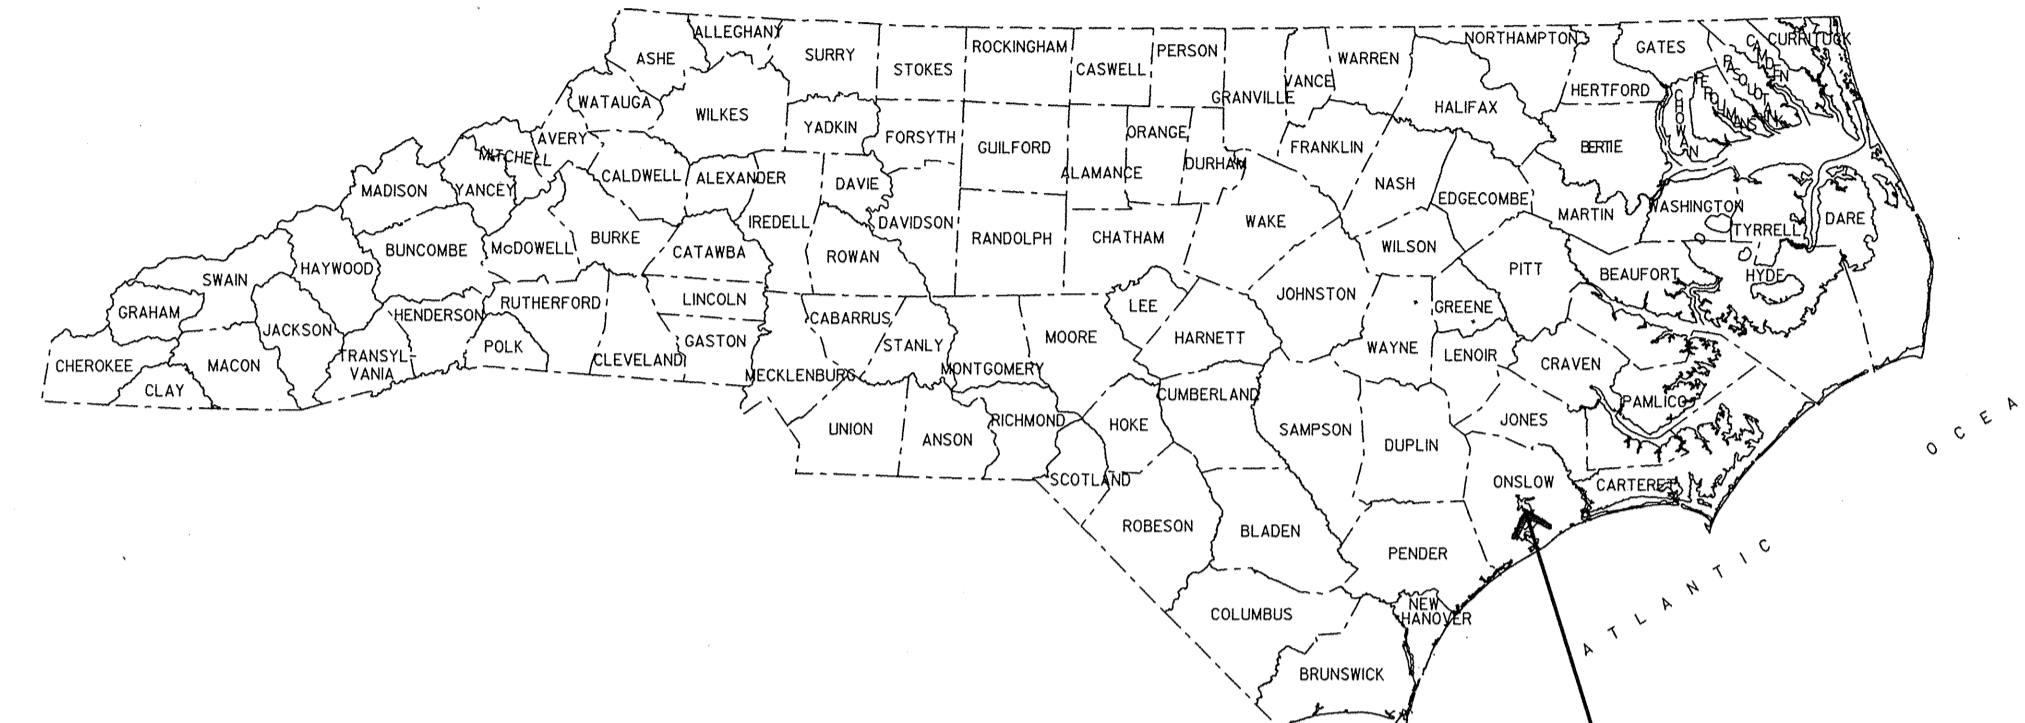 ALLEGHANY
ASHE
SURRY
STOKES
ROCKINGHAM
CASWELL
PERSON
GRANVILLE
VANCE
WARREN
NORTHAMPTON
GATES
CAMDEN
CURRITUCK
PASQUOTANK
PERQUIMANS
CHOWAN
HERTFORD
HALIFAX
BERTIE
WATAUGA
WILKES
YADKIN
FORSYTH
GUILFORD
ALAMANCE
ORANGE
DURHAM
FRANKLIN
NASH
EDGECOMBE
MARTIN
WASHINGTON
TYRRELL
DARE
AVERY
MITCHELL
YANCEY
MADISON
CALDWELL
ALEXANDER
DAVIE
IREDELL
DAVIDSON
RANDOLPH
CHATHAM
WAKE
WILSON
PITT
BEAUFORT
HYDE
BUNCOMBE
McDOWELL
BURKE
CATAWBA
ROWAN
HAYWOOD
SWAIN
GRAHAM
JACKSON
HENDERSON
RUTHERFORD
LINCOLN
CABARRUS
STANLY
MONTGOMERY
MOORE
LEE
HARNETT
JOHNSTON
GREENE
WAYNE
LENOIR
CRAVEN
PAMLICO
CHEROKEE
CLAY
MACON
TRANSYL-
VANIA
POLK
CLEVELAND
GASTON
MECKLENBURG
UNION
ANSON
RICHMOND
HOKE
CUMBERLAND
SAMPSON
DUPLIN
JONES
SCOTLAND
ONSLOW
CARTERET
ROBESON
BLADEN
PENDER
COLUMBUS
NEW
HANOVER
BRUNSWICK
ATLANTIC
OCEA